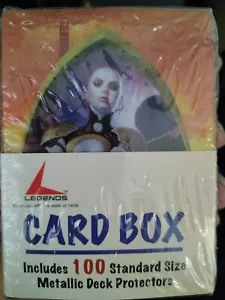 LEGENDS
CARD BOX
Includes 100 Standard Size
Metallic Deck Protectors